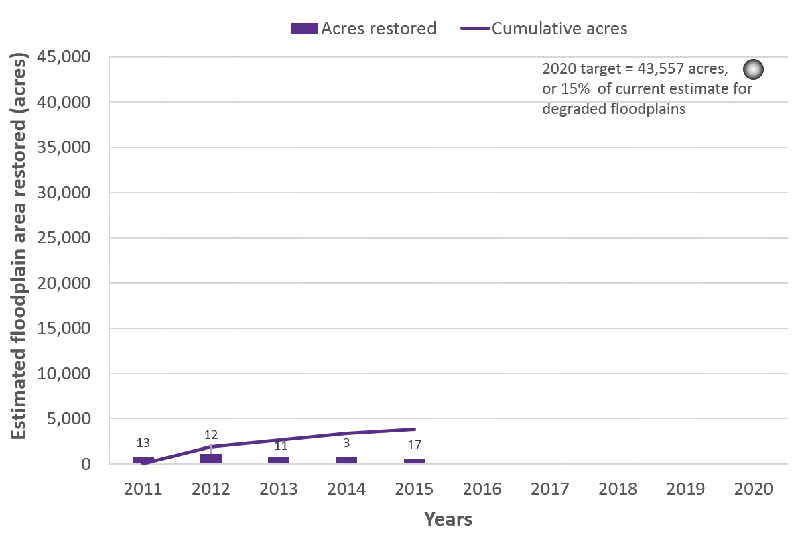 Acres restored Cumulative acres
45,000
2020 target = 43,557 acres,
or 15% of current estimate for
degraded floodplains
40,000
35,000
30,000
25,000
20,000
15,000
10,000
5,000
0
Estimated floodplain area restored (acres)
13 12 11 3 17
2011 2012 2013 2014 2015 2016 2017 2018 2019 2020
Years